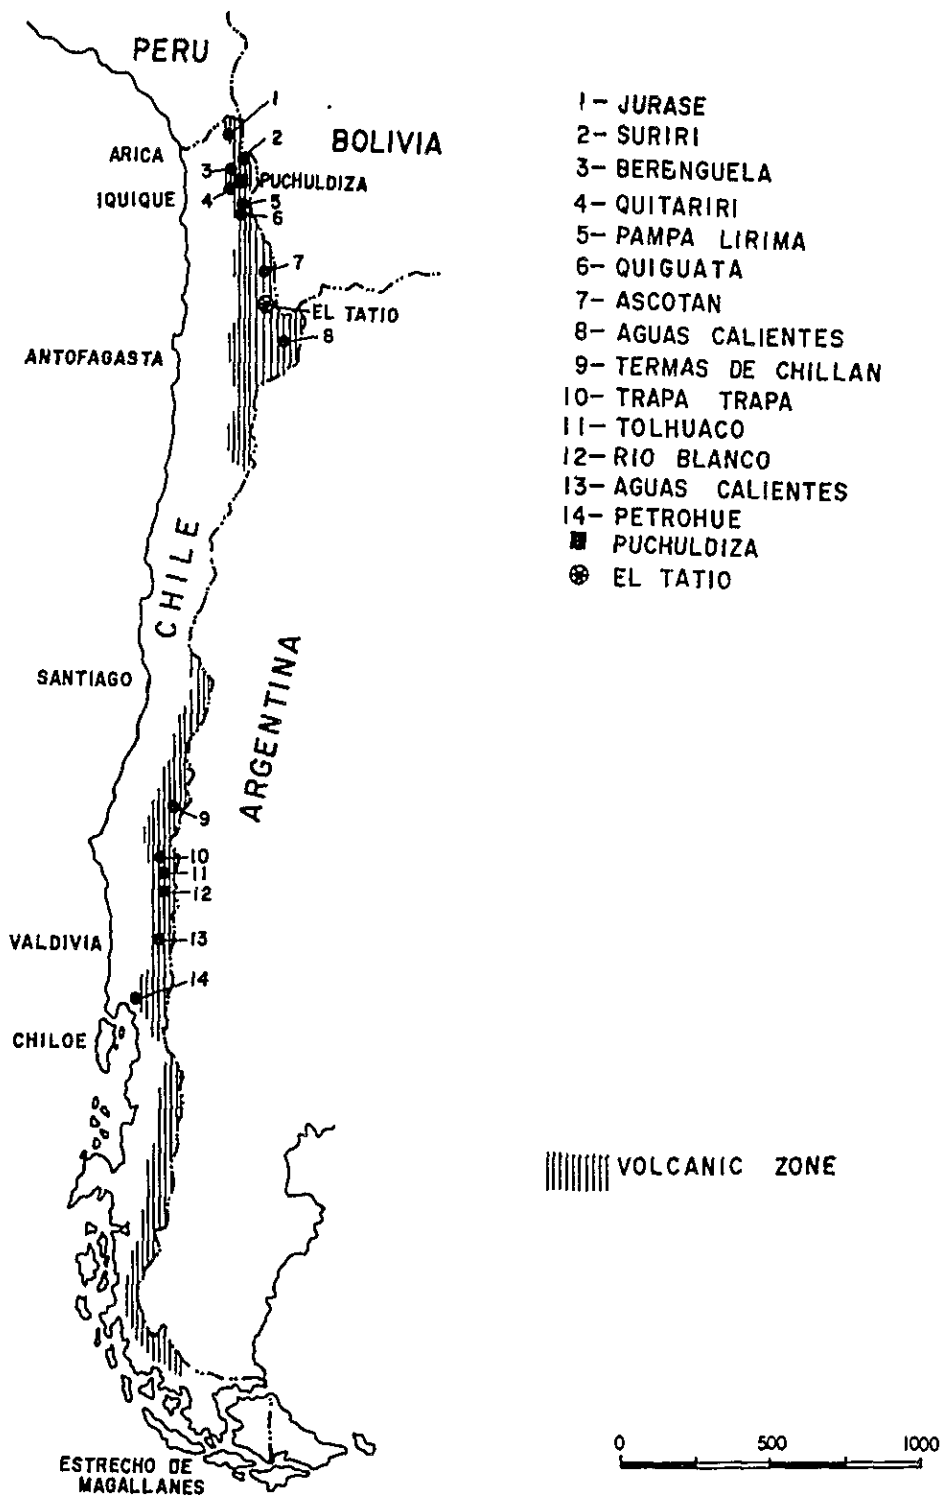 PERU
1
BOLIVIA
ARICA
2
3
PUCHULDIZA
IQUIQUE
4
5
6
7
EL TATIO
8
ANTOFAGASTA
CHILE
SANTIAGO
ARGENTINA
9
10
11
12
VALDIVIA
13
14
CHILOE
ESTRECHO DE
MAGALLANES
1- JURASE
2- SURIRI
3- BERENGUELA
4- QUITARIRI
5- PAMPA LIRIMA
6- QUIGUATA
7- ASCOTAN
8- AGUAS CALIENTES
9- TERMAS DE CHILLAN
10- TRAPA TRAPA
11- TOLHUACO
12- RIO BLANCO
13- AGUAS CALIENTES
14- PETROHUE
PUCHULDIZA
EL TATIO
VOLCANIC ZONE
0 500 1000